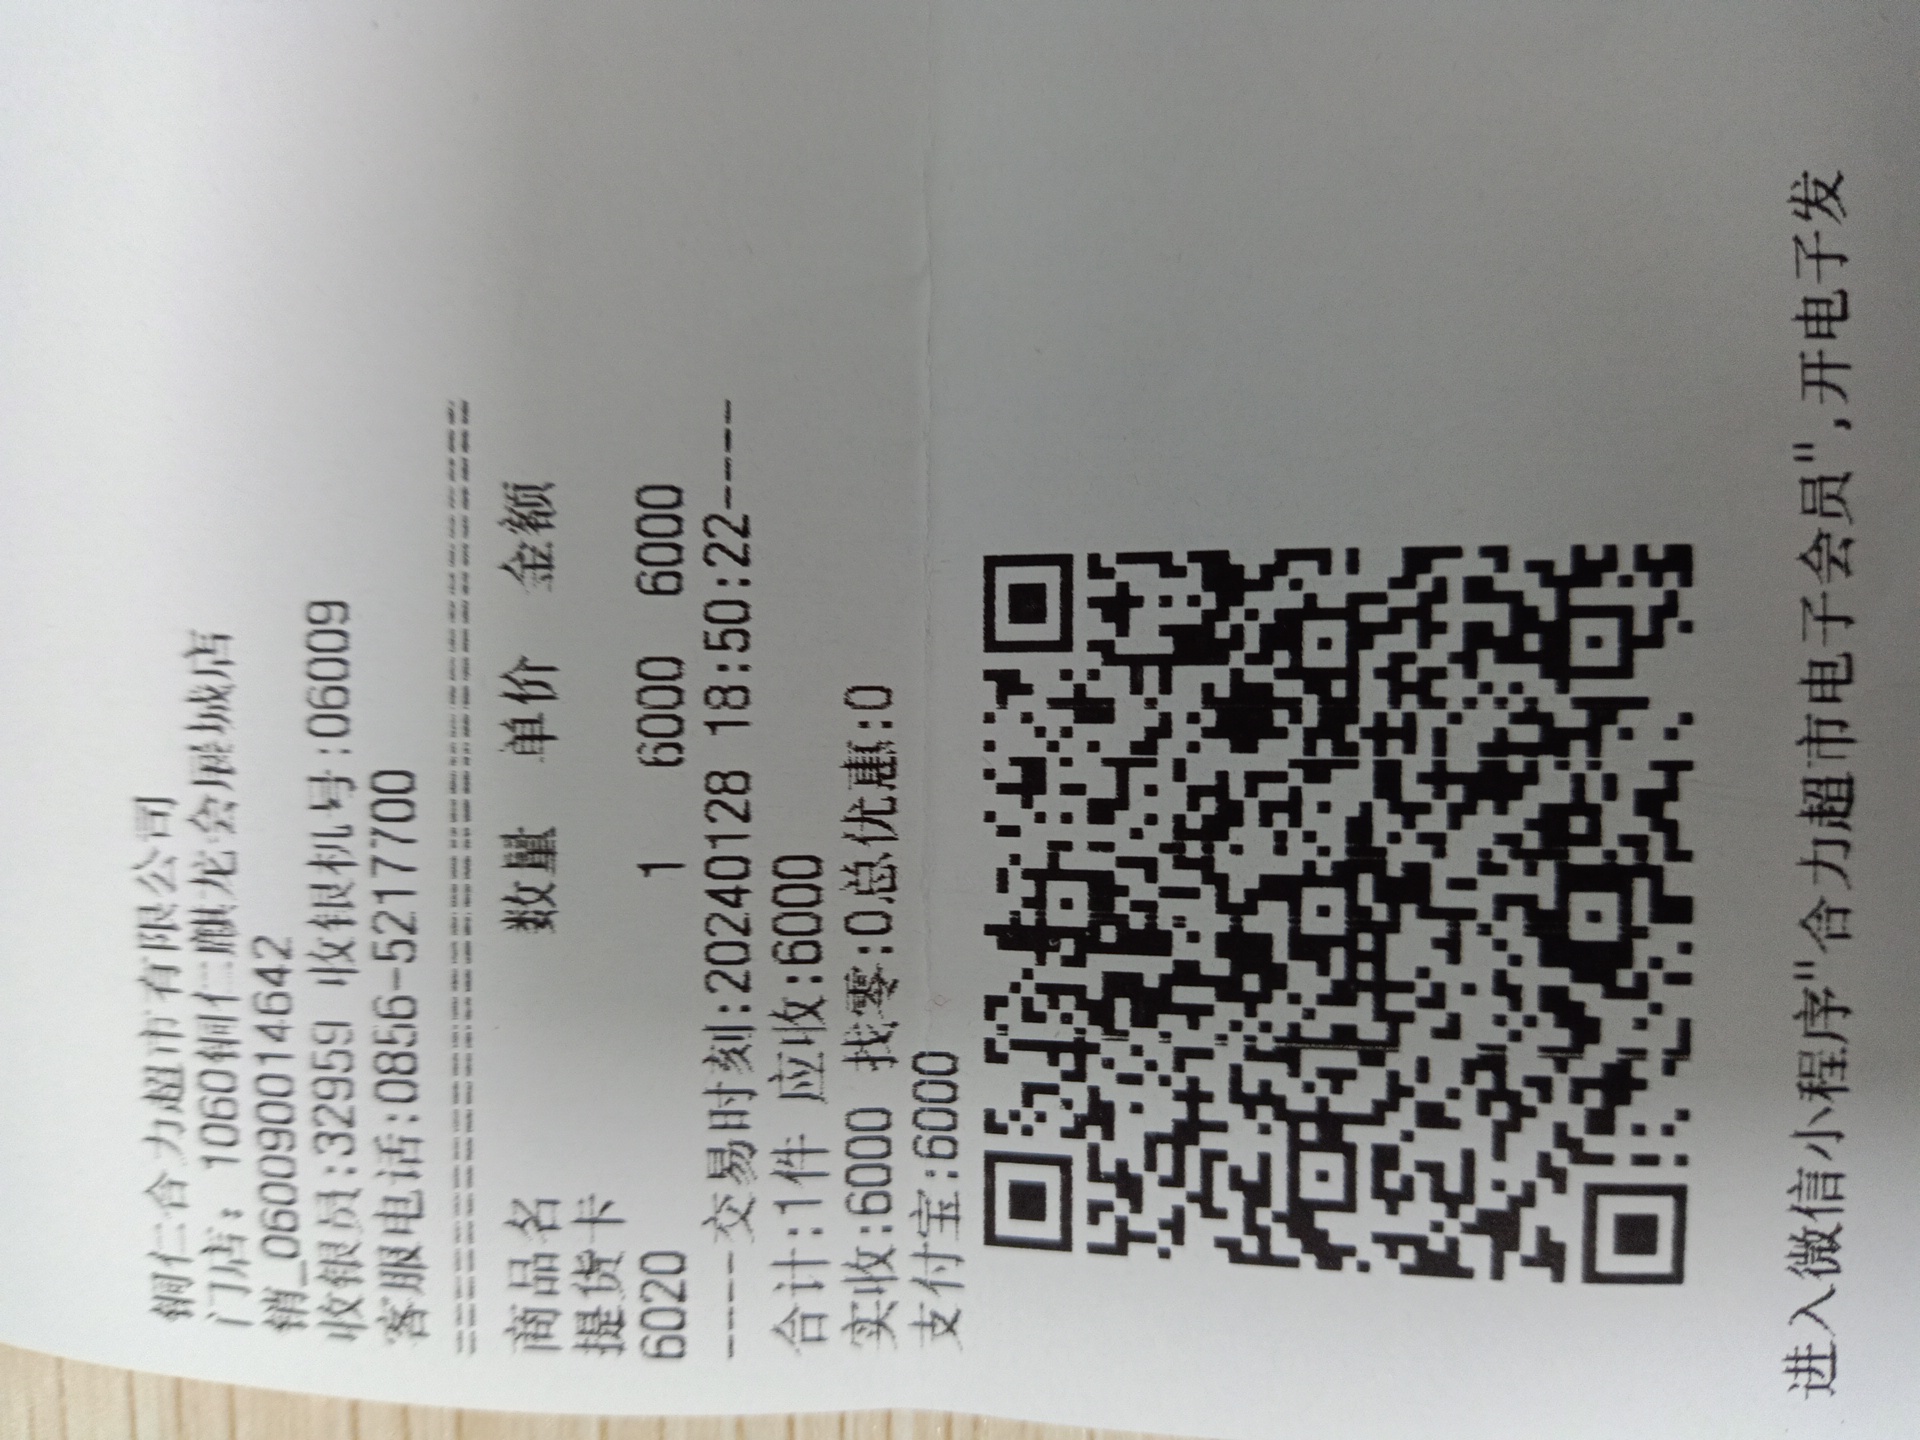 铜仁合力超市有限公司
门店：1060铜仁麒龙会展城店
销_060090014642
收银员:32959 收银机号:06009
客服电话:0856-5217700
==========================================
商品名 数量 单价 金额
提货卡
6020 1 6000 6000
----交易时刻:20240128 18:50:22----
合计:1件 应收:6000
实收:6000 找零:0总优惠:0
支付宝:6000
进入微信小程序"合力超市电子会员",开电子发